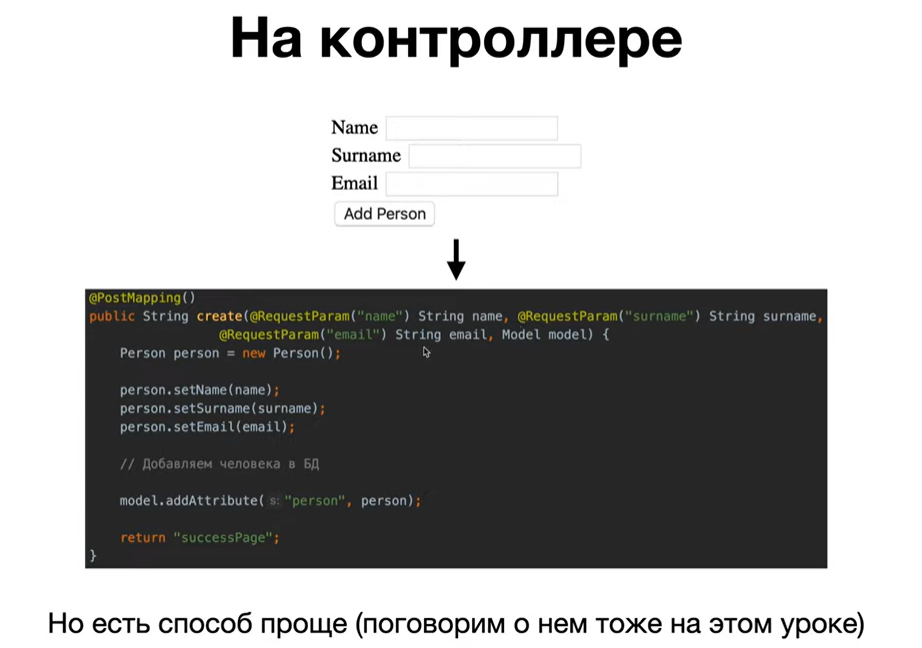 На контроллере
Name
Surname
Email
Add Person
@PostMapping()
public String create(@RequestParam("name") String name, @RequestParam("surname") String surname,
@RequestParam("email") String email, Model model) {
Person person = new Person();
person.setName(name);
person.setSurname(surname);
person.setEmail(email);
// Добавляем человека в БД
model.addAttribute( s: "person", person);
return "successPage";
}
Но есть способ проще (поговорим о нем тоже на этом уроке)